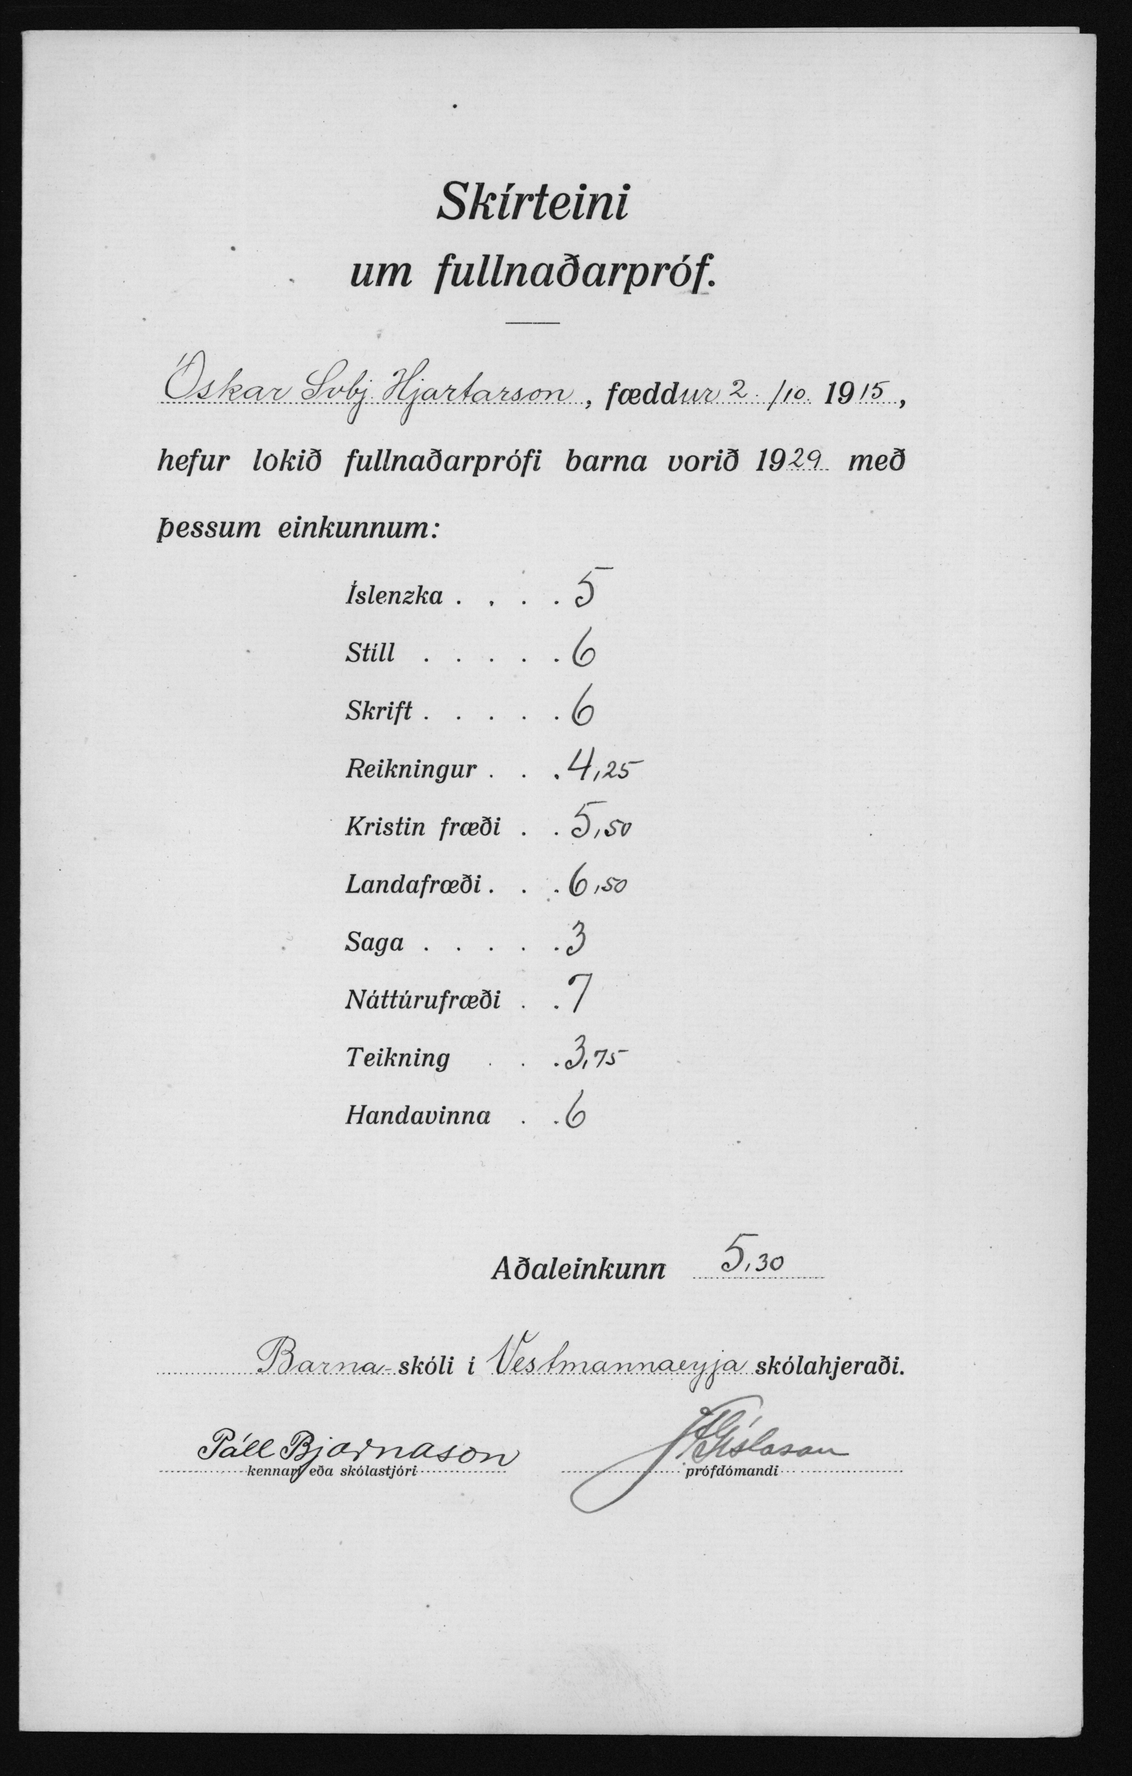 Skírteini
um fullnaðarpróf.
Óskar Svbj. Hjartarson, fæddur 2. /10. 1915,
hefur lokið fullnaðarprófi barna vorið 1929 með
þessum einkunnum:
Íslenzka . . . . 5
Stíll . . . . . 6
Skrift . . . . . 6
Reikningur . . . 4,25
Kristin fræði . . 5,50
Landafræði . . . 6,50
Saga . . . . . 3
Náttúrufræði . . 7
Teikning . . . 3,75
Handavinna . . 6
Aðaleinkunn 5,30
Barna- skóli í Vestmannaeyja skólahjeraði.
Páll Bjarnason Gíslason
kennari eða skólastjóri prófdómandi